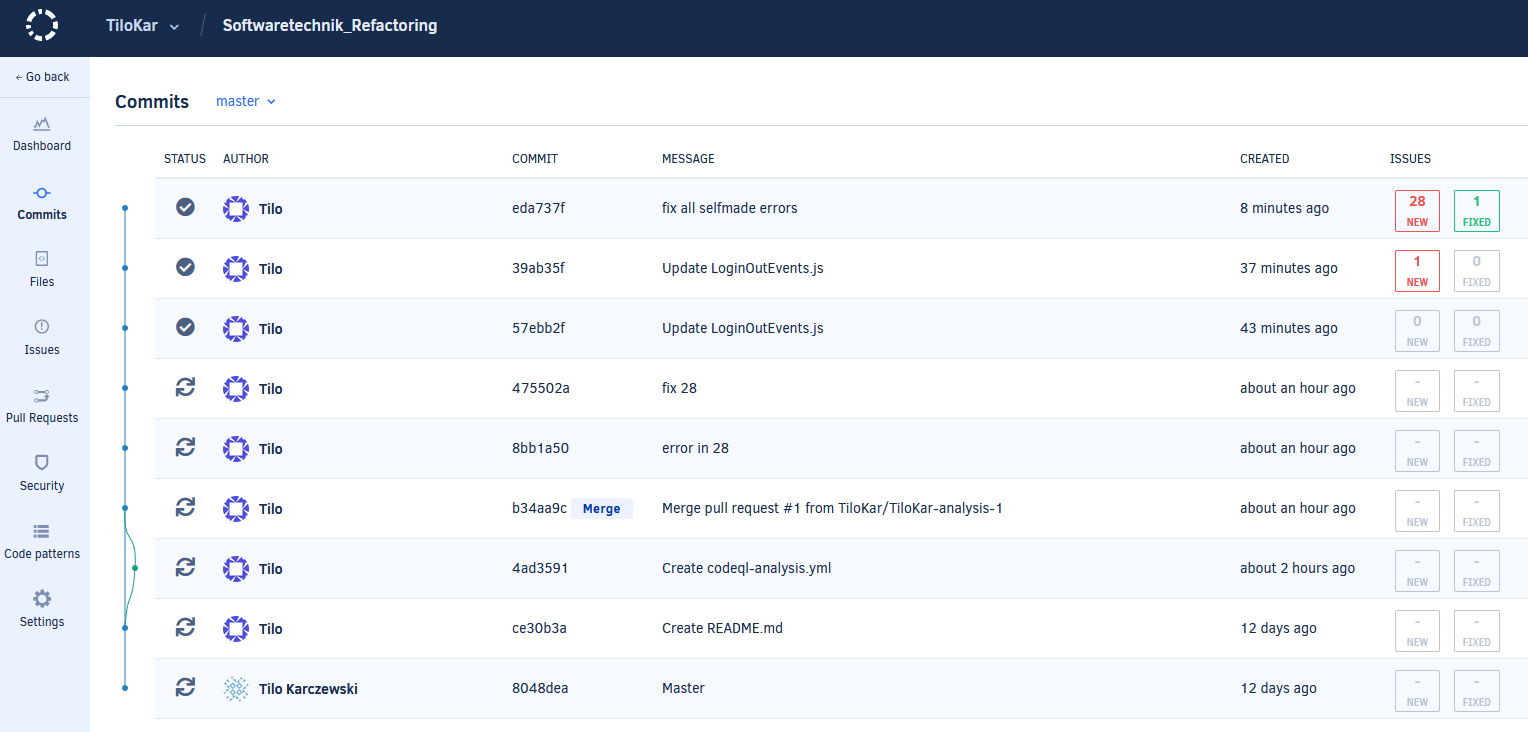 TiloKar / Softwaretechnik_Refactoring
← Go back
Dashboard
Commits
Files
Issues
Pull Requests
Security
Code patterns
Settings
Commits master
STATUS AUTHOR COMMIT MESSAGE CREATED ISSUES
Tilo eda737f fix all selfmade errors 8 minutes ago 28 NEW 1 FIXED
Tilo 39ab35f Update LoginOutEvents.js 37 minutes ago 1 NEW 0 FIXED
Tilo 57ebb2f Update LoginOutEvents.js 43 minutes ago 0 NEW 0 FIXED
Tilo 475502a fix 28 about an hour ago - NEW - FIXED
Tilo 8bb1a50 error in 28 about an hour ago - NEW - FIXED
Tilo b34aa9c Merge Merge pull request #1 from TiloKar/TiloKar-analysis-1 about an hour ago - NEW - FIXED
Tilo 4ad3591 Create codeql-analysis.yml about 2 hours ago - NEW - FIXED
Tilo ce30b3a Create README.md 12 days ago - NEW - FIXED
Tilo Karczewski 8048dea Master 12 days ago - NEW - FIXED